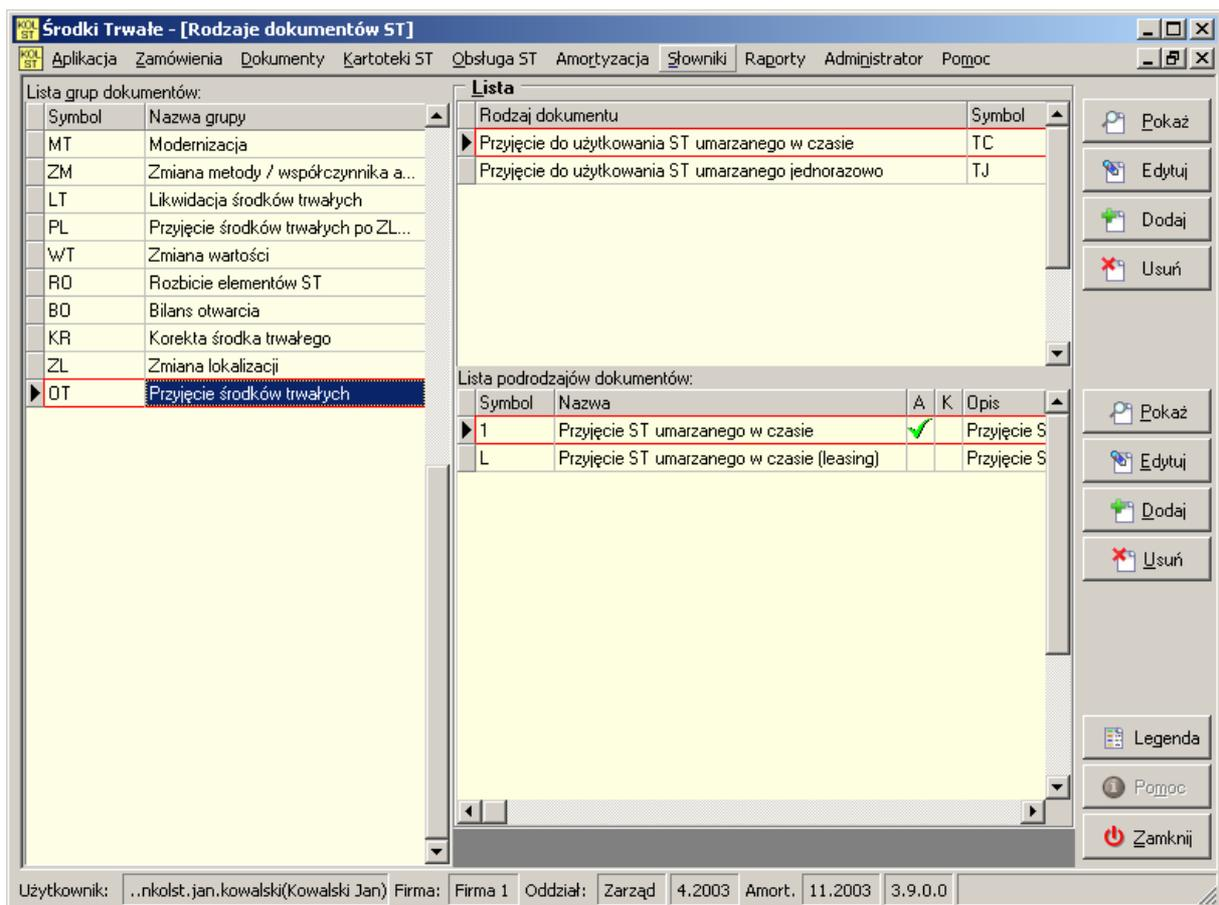 KOL ST Środki Trwałe - [Rodzaje dokumentów ST]
KOL ST Aplikacja Zamówienia Dokumenty Kartoteki ST Obsługa ST Amortyzacja Słowniki Raporty Administrator Pomoc
Lista grup dokumentów:
Symbol Nazwa grupy
MT Modernizacja
ZM Zmiana metody / współczynnika a...
LT Likwidacja środków trwałych
PL Przyjęcie środków trwałych po ZL...
WT Zmiana wartości
RO Rozbicie elementów ST
BO Bilans otwarcia
KR Korekta środka trwałego
ZL Zmiana lokalizacji
OT Przyjęcie środków trwałych
Lista
Rodzaj dokumentu Symbol
Przyjęcie do użytkowania ST umarzanego w czasie TC
Przyjęcie do użytkowania ST umarzanego jednorazowo TJ
Pokaż
Edytuj
Dodaj
Usuń
Lista podrodzajów dokumentów:
Symbol Nazwa A K Opis
1 Przyjęcie ST umarzanego w czasie Przyjęcie S
L Przyjęcie ST umarzanego w czasie (leasing) Przyjęcie S
Pokaż
Edytuj
Dodaj
Usuń
Legenda
Pomoc
Zamknij
Użytkownik: ..nkolst.jan.kowalski(Kowalski Jan) Firma: Firma 1 Oddział: Zarząd 4.2003 Amort. 11.2003 3.9.0.0